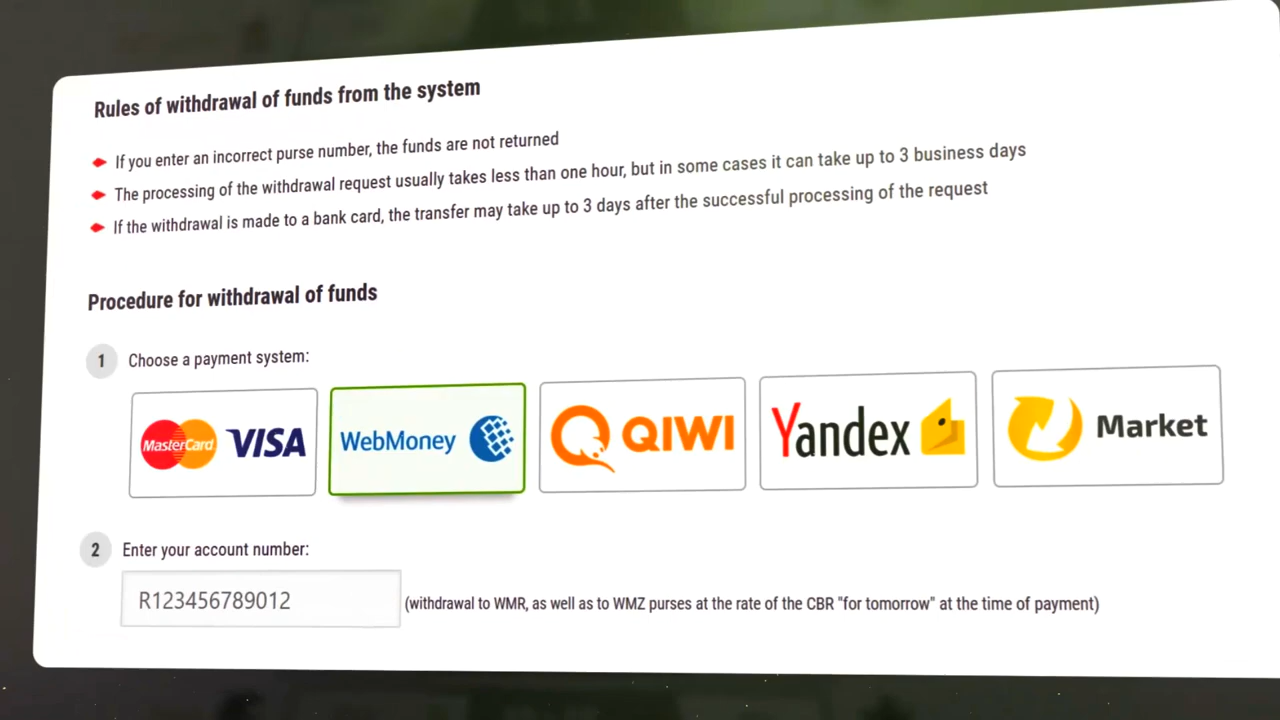 Rules of withdrawal of funds from the system
If you enter an incorrect purse number, the funds are not returned
The processing of the withdrawal request usually takes less than one hour, but in some cases it can take up to 3 business days
If the withdrawal is made to a bank card, the transfer may take up to 3 days after the successful processing of the request
Procedure for withdrawal of funds
1 Choose a payment system:
MasterCard VISA WebMoney QIWI Yandex Market
2 Enter your account number:
R123456789012 (withdrawal to WMR, as well as to WMZ purses at the rate of the CBR "for tomorrow" at the time of payment)